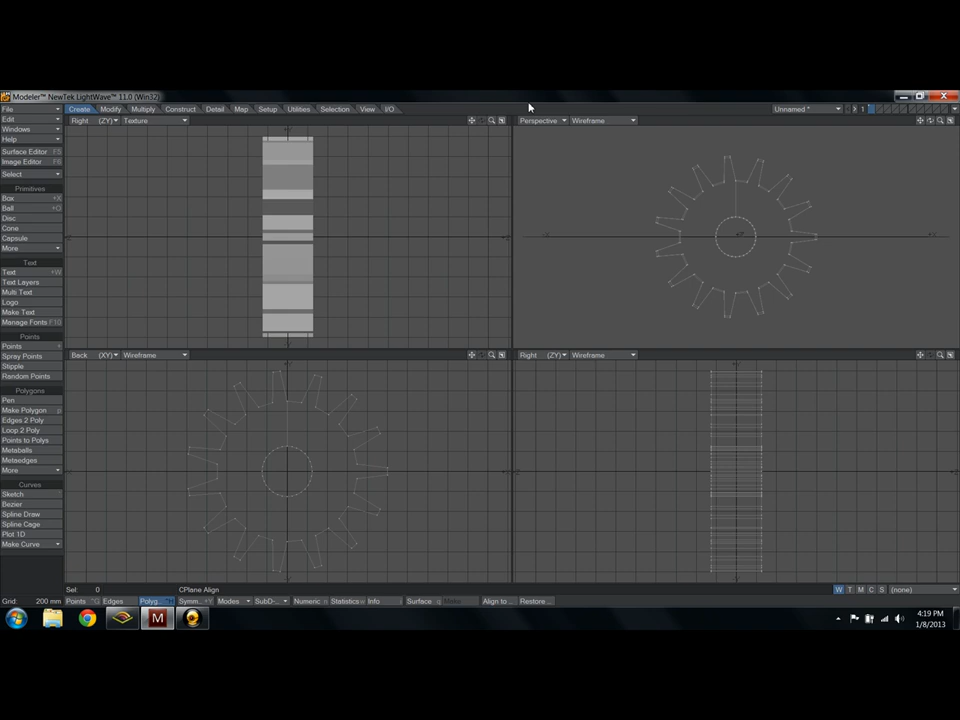 Modeler™ NewTek LightWave™ 11.0 (Win32)
File
Create Modify Multiply Construct Detail Map Setup Utilities Selection View I/O
Unnamed * 1
Edit
Right (ZY) Texture
Perspective Wireframe
Windows
Help
Surface Editor F5
Image Editor F6
Select
Primitives
Box +X
Ball +O
Disc
Cone
Capsule
More
Text
Text +W
Text Layers
Multi Text
Logo
Make Text
Manage Fonts F10
Points
Points +
Spray Points
Stipple
Random Points
Back (XY) Wireframe
Right (ZY) Wireframe
Polygons
Pen
Make Polygon p
Edges 2 Poly
Loop 2 Poly
Points to Polys
Metaballs
Metaedges
More
Curves
Sketch
Bezier
Spline Draw
Spline Cage
Plot 1D
Make Curve
Sel: 0 CPlane Align
W T M C S (none)
Grid: 200 mm Points ^G Edges Polyg... ^H Symm... +Y Modes SubD-... Numeric n Statistics w Info i Surface q Make Align to ... Restore...
M
4:19 PM
1/8/2013